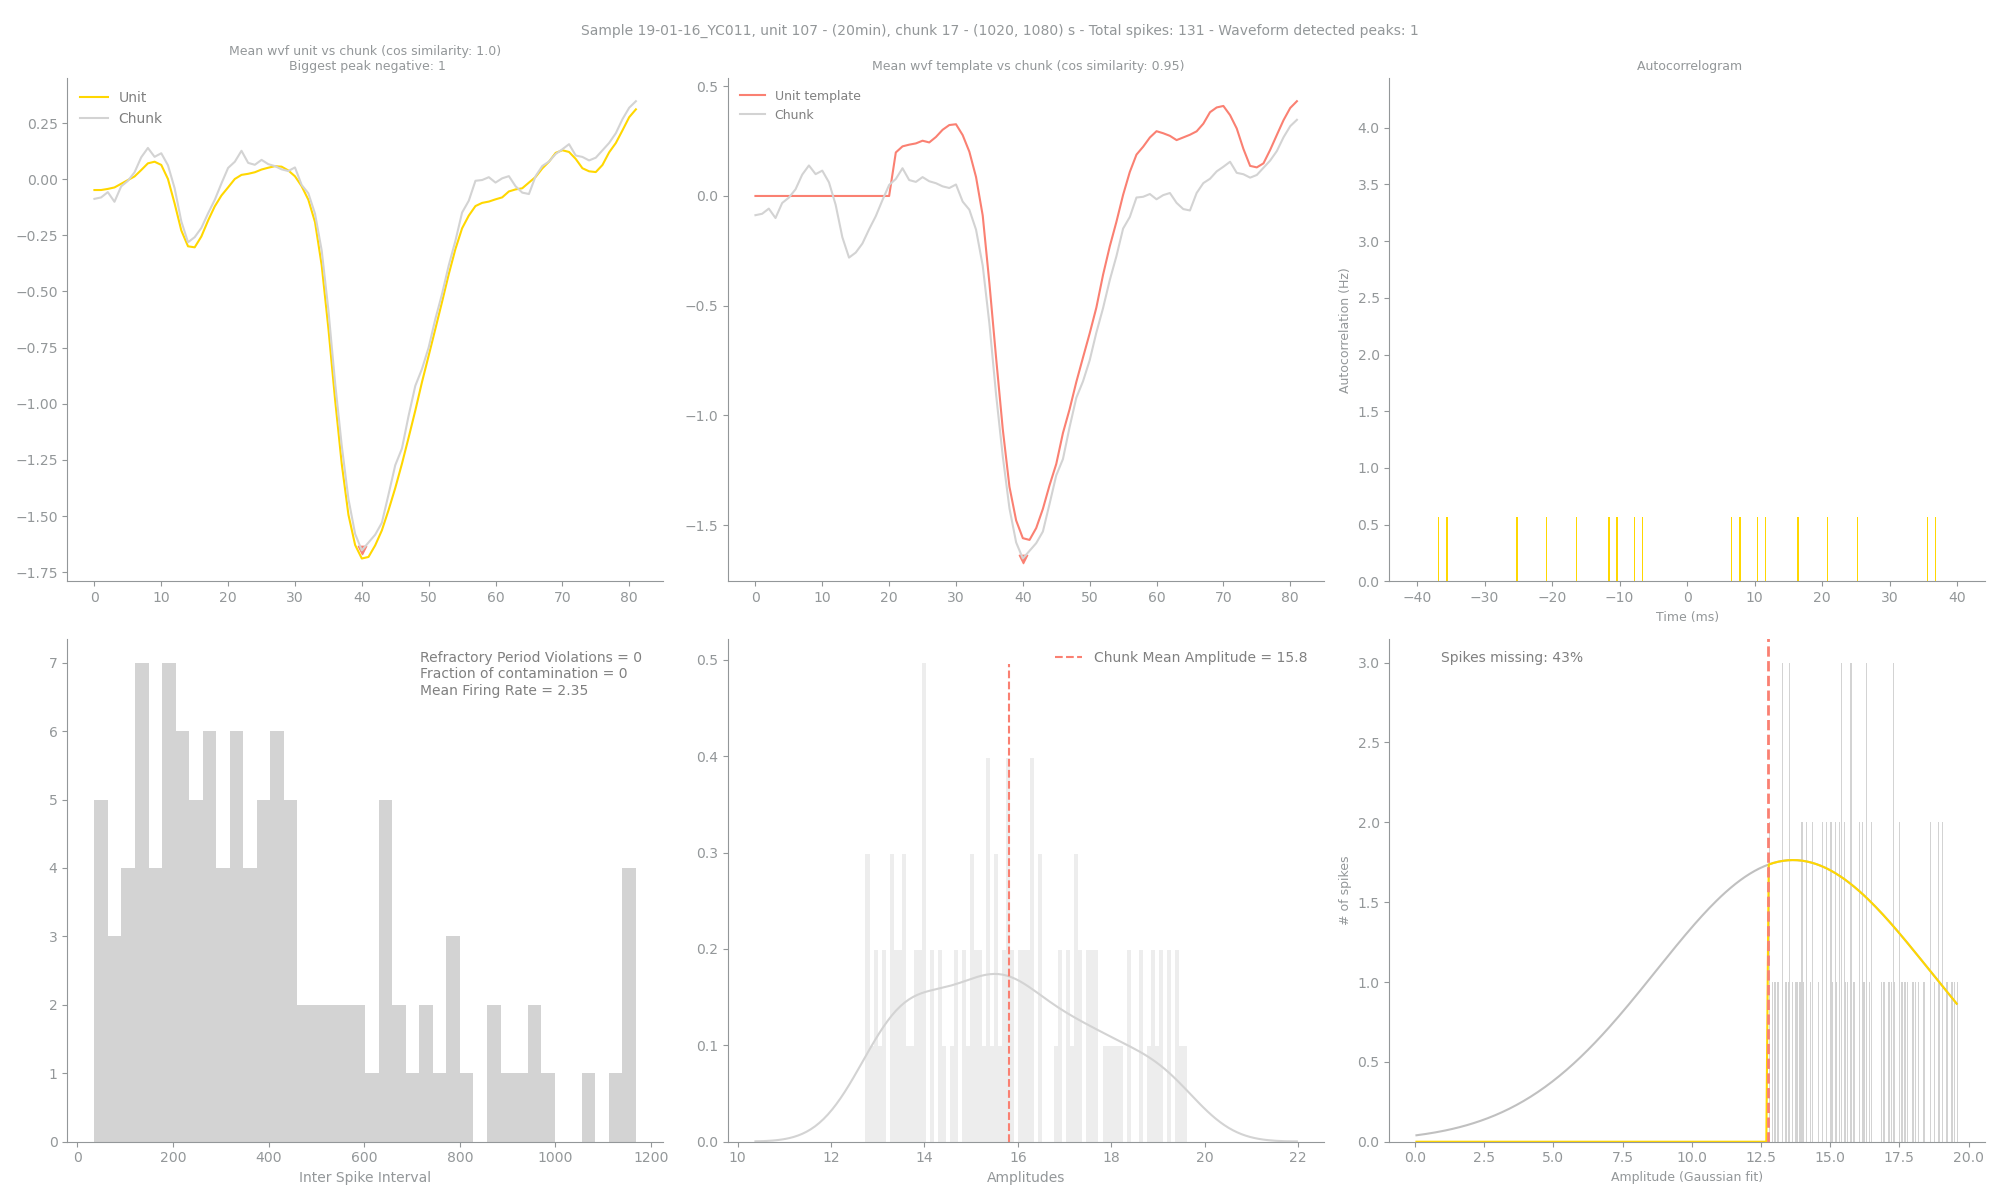 Sample 19-01-16_YC011, unit 107 - (20min), chunk 17 - (1020, 1080) s - Total spikes: 131 - Waveform detected peaks: 1
Mean wvf unit vs chunk (cos similarity: 1.0)
Biggest peak negative: 1
Unit
Chunk
0.25
0.00
−0.25
−0.50
−0.75
−1.00
−1.25
−1.50
−1.75
0 10 20 30 40 50 60 70 80
Mean wvf template vs chunk (cos similarity: 0.95)
Unit template
Chunk
0.5
0.0
−0.5
−1.0
−1.5
0 10 20 30 40 50 60 70 80
Autocorrelogram
Autocorrelation (Hz)
4.0
3.5
3.0
2.5
2.0
1.5
1.0
0.5
0.0
−40 −30 −20 −10 0 10 20 30 40
Time (ms)
Refractory Period Violations = 0
Fraction of contamination = 0
Mean Firing Rate = 2.35
7
6
5
4
3
2
1
0
0 200 400 600 800 1000 1200
Inter Spike Interval
Chunk Mean Amplitude = 15.8
0.5
0.4
0.3
0.2
0.1
0.0
10 12 14 16 18 20 22
Amplitudes
Spikes missing: 43%
# of spikes
3.0
2.5
2.0
1.5
1.0
0.5
0.0
0.0 2.5 5.0 7.5 10.0 12.5 15.0 17.5 20.0
Amplitude (Gaussian fit)